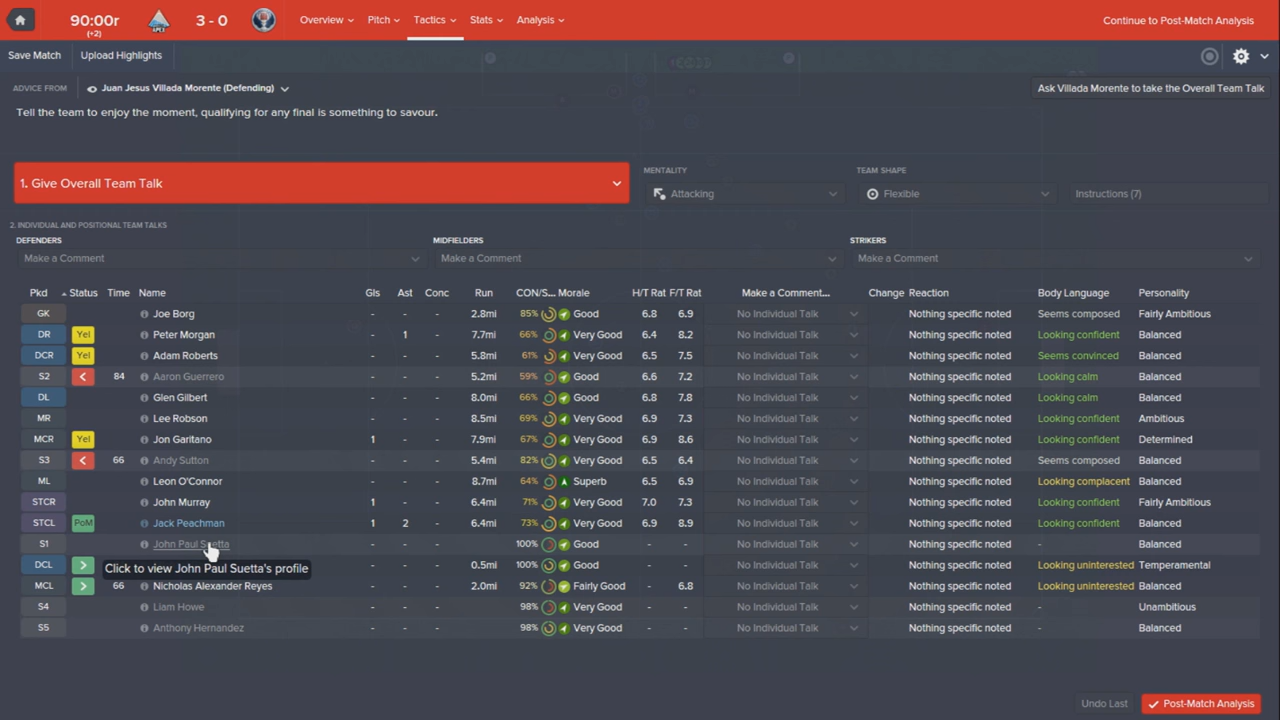 90:00r 3 - 0 Overview Pitch Tactics Stats Analysis Continue to Post-Match Analysis
(+2) APEX
Save Match Upload Highlights
ADVICE FROM Juan Jesus Villada Morente (Defending) Ask Villada Morente to take the Overall Team Talk
Tell the team to enjoy the moment, qualifying for any final is something to savour.
MENTALITY TEAM SHAPE
1. Give Overall Team Talk Attacking Flexible Instructions (7)
2. INDIVIDUAL AND POSITIONAL TEAM TALKS
DEFENDERS MIDFIELDERS STRIKERS
Make a Comment Make a Comment Make a Comment
Pkd Status Time Name Gls Ast Conc Run CON/S... Morale H/T Rat F/T Rat Make a Comment... Change Reaction Body Language Personality
GK Joe Borg - - - 2.8mi 85% Good 6.8 6.9 No Individual Talk Nothing specific noted Seems composed Fairly Ambitious
DR Yel Peter Morgan - 1 - 7.7mi 66% Very Good 6.4 8.2 No Individual Talk Nothing specific noted Looking confident Balanced
DCR Yel Adam Roberts - - - 5.8mi 61% Very Good 6.5 7.5 No Individual Talk Nothing specific noted Seems convinced Balanced
S2 < 84 Aaron Guerrero - - - 5.2mi 59% Good 6.6 7.2 No Individual Talk Nothing specific noted Looking calm Balanced
DL Glen Gilbert - - - 8.0mi 66% Good 6.8 7.8 No Individual Talk Nothing specific noted Looking calm Balanced
MR Lee Robson - - - 8.5mi 69% Very Good 6.9 7.3 No Individual Talk Nothing specific noted Looking confident Ambitious
MCR Yel Jon Garitano 1 - - 7.9mi 67% Very Good 6.9 8.6 No Individual Talk Nothing specific noted Looking confident Determined
S3 < 66 Andy Sutton - - - 5.4mi 82% Very Good 6.5 6.4 No Individual Talk Nothing specific noted Seems composed Balanced
ML Leon O'Connor - - - 8.7mi 64% Superb 6.5 6.9 No Individual Talk Nothing specific noted Looking complacent Balanced
STCR John Murray 1 - - 6.4mi 71% Very Good 7.0 7.3 No Individual Talk Nothing specific noted Looking confident Fairly Ambitious
STCL PoM Jack Peachman 1 2 - 6.4mi 73% Very Good 6.9 8.9 No Individual Talk Nothing specific noted Looking confident Balanced
S1 John Paul Suetta - - - 100% Good - - No Individual Talk Nothing specific noted - Balanced
DCL > Click to view John Paul Suetta's profile - - - 0.5mi 100% Good - - No Individual Talk Nothing specific noted Looking uninterested Temperamental
MCL > 66 Nicholas Alexander Reyes - - - 2.0mi 92% Fairly Good - 6.8 No Individual Talk Nothing specific noted Looking uninterested Balanced
S4 Liam Howe - - - 98% Very Good - - No Individual Talk Nothing specific noted - Unambitious
S5 Anthony Hernandez - - - 98% Very Good - - No Individual Talk Nothing specific noted - Balanced
Undo Last Post-Match Analysis